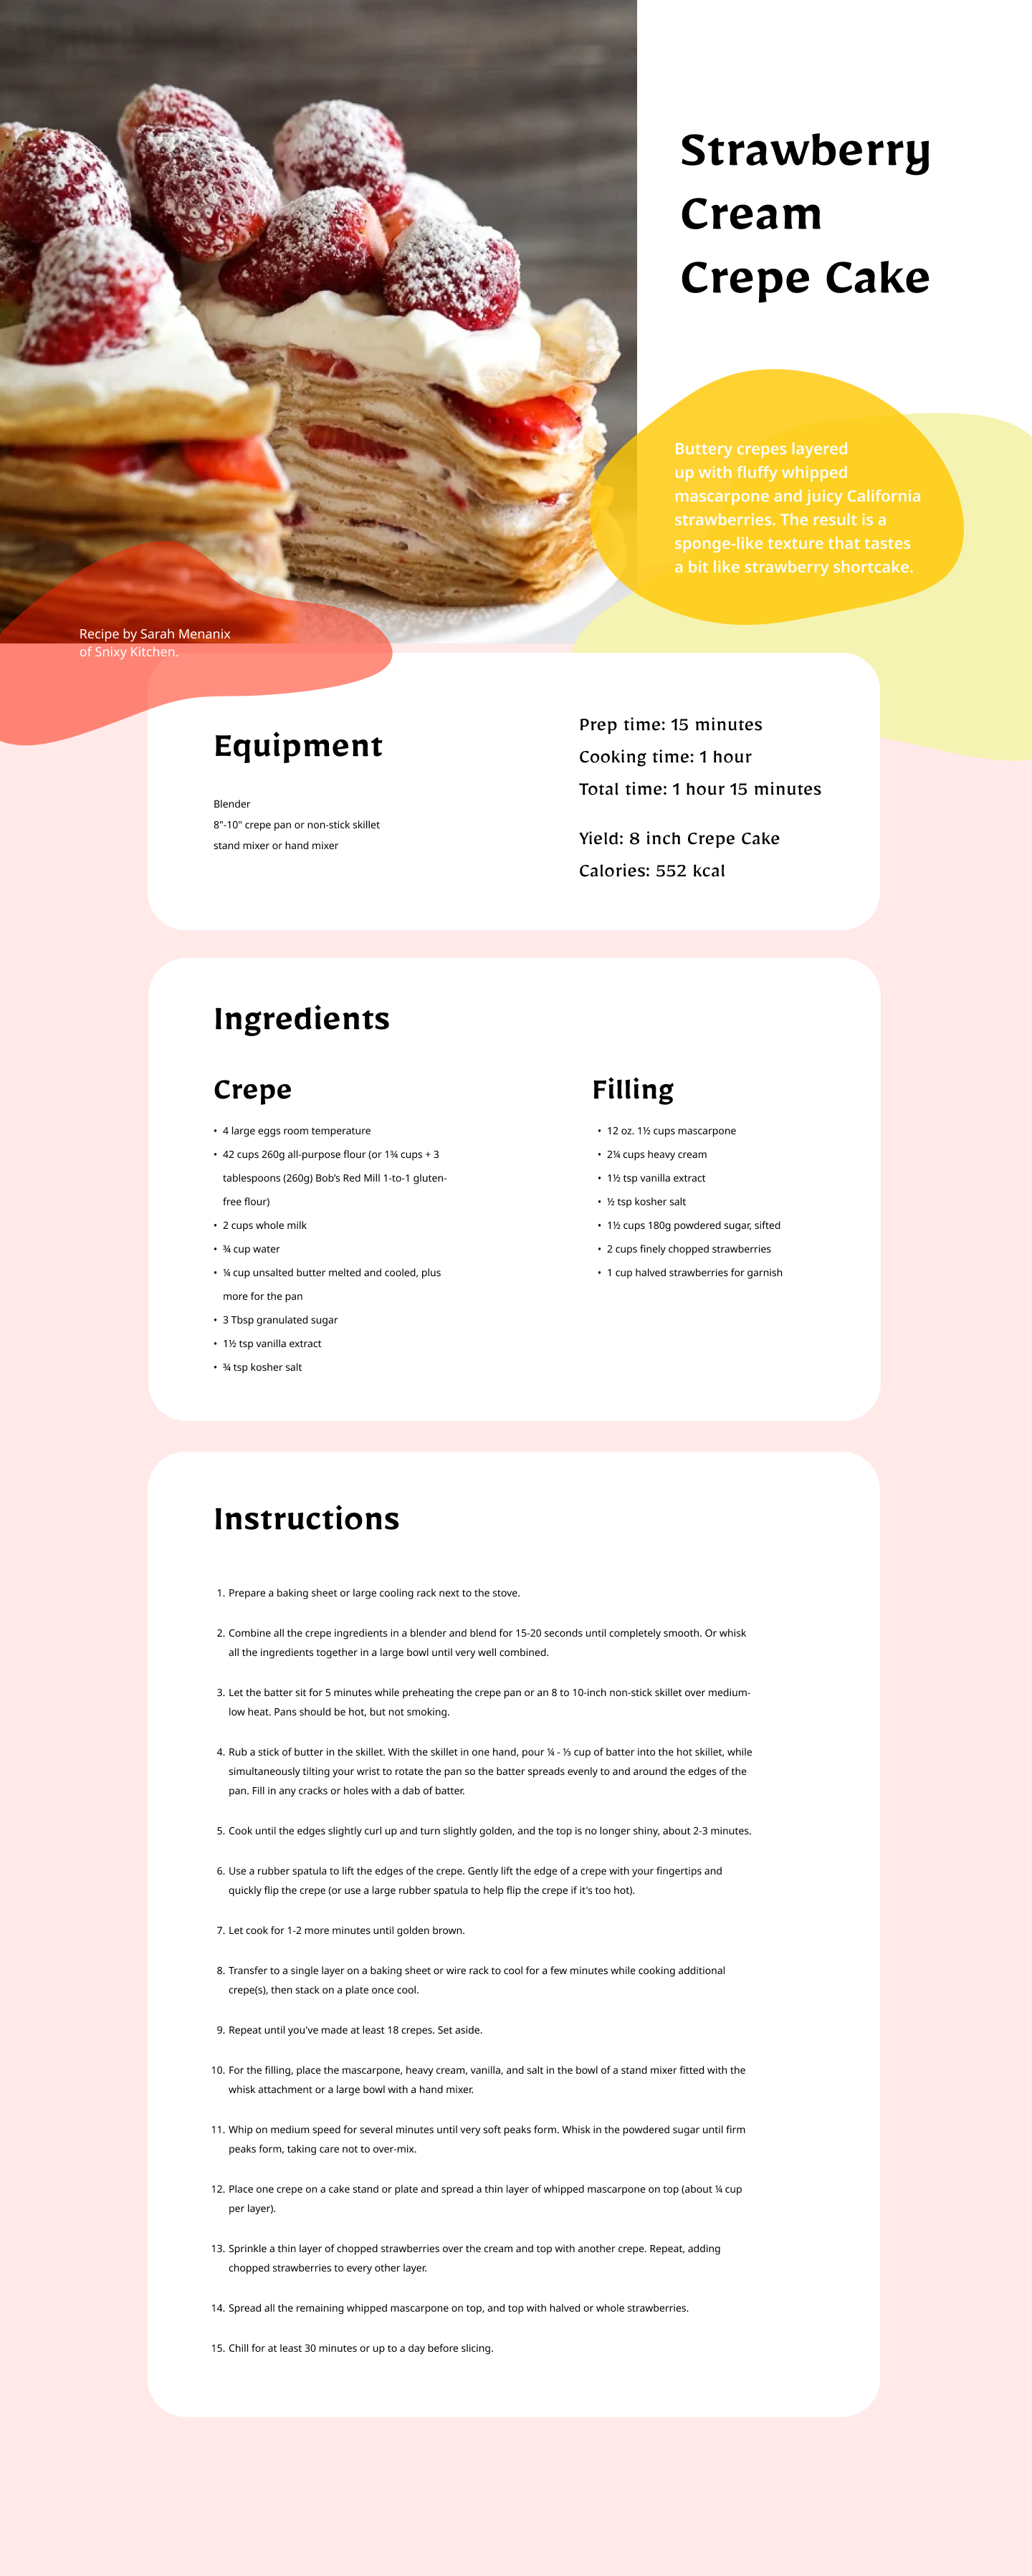 Strawberry
Cream
Crepe Cake
Buttery crepes layered
up with fluffy whipped
mascarpone and juicy California
strawberries. The result is a
sponge-like texture that tastes
a bit like strawberry shortcake.
Recipe by Sarah Menanix
of Snixy Kitchen.
Equipment
Blender
8"-10" crepe pan or non-stick skillet
stand mixer or hand mixer
Prep time: 15 minutes
Cooking time: 1 hour
Total time: 1 hour 15 minutes
Yield: 8 inch Crepe Cake
Calories: 552 kcal
Ingredients
Crepe
• 4 large eggs room temperature
• 42 cups 260g all-purpose flour (or 1¾ cups + 3
tablespoons (260g) Bob's Red Mill 1-to-1 gluten-
free flour)
• 2 cups whole milk
• ¾ cup water
• ¼ cup unsalted butter melted and cooled, plus
more for the pan
• 3 Tbsp granulated sugar
• 1½ tsp vanilla extract
• ¾ tsp kosher salt
Filling
• 12 oz. 1½ cups mascarpone
• 2¼ cups heavy cream
• 1½ tsp vanilla extract
• ½ tsp kosher salt
• 1½ cups 180g powdered sugar, sifted
• 2 cups finely chopped strawberries
• 1 cup halved strawberries for garnish
Instructions
1. Prepare a baking sheet or large cooling rack next to the stove.
2. Combine all the crepe ingredients in a blender and blend for 15-20 seconds until completely smooth. Or whisk
all the ingredients together in a large bowl until very well combined.
3. Let the batter sit for 5 minutes while preheating the crepe pan or an 8 to 10-inch non-stick skillet over medium-
low heat. Pans should be hot, but not smoking.
4. Rub a stick of butter in the skillet. With the skillet in one hand, pour ¼ - ⅓ cup of batter into the hot skillet, while
simultaneously tilting your wrist to rotate the pan so the batter spreads evenly to and around the edges of the
pan. Fill in any cracks or holes with a dab of batter.
5. Cook until the edges slightly curl up and turn slightly golden, and the top is no longer shiny, about 2-3 minutes.
6. Use a rubber spatula to lift the edges of the crepe. Gently lift the edge of a crepe with your fingertips and
quickly flip the crepe (or use a large rubber spatula to help flip the crepe if it's too hot).
7. Let cook for 1-2 more minutes until golden brown.
8. Transfer to a single layer on a baking sheet or wire rack to cool for a few minutes while cooking additional
crepe(s), then stack on a plate once cool.
9. Repeat until you've made at least 18 crepes. Set aside.
10. For the filling, place the mascarpone, heavy cream, vanilla, and salt in the bowl of a stand mixer fitted with the
whisk attachment or a large bowl with a hand mixer.
11. Whip on medium speed for several minutes until very soft peaks form. Whisk in the powdered sugar until firm
peaks form, taking care not to over-mix.
12. Place one crepe on a cake stand or plate and spread a thin layer of whipped mascarpone on top (about ¼ cup
per layer).
13. Sprinkle a thin layer of chopped strawberries over the cream and top with another crepe. Repeat, adding
chopped strawberries to every other layer.
14. Spread all the remaining whipped mascarpone on top, and top with halved or whole strawberries.
15. Chill for at least 30 minutes or up to a day before slicing.